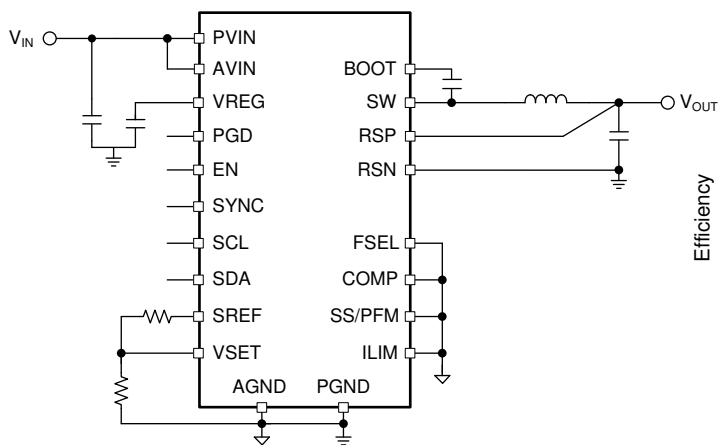 VIN
PVIN
AVIN
VREG
PGD
EN
SYNC
SCL
SDA
SREF
VSET
AGND
PGND
BOOT
SW
RSP
RSN
FSEL
COMP
SS/PFM
ILIM
VOUT
Efficiency